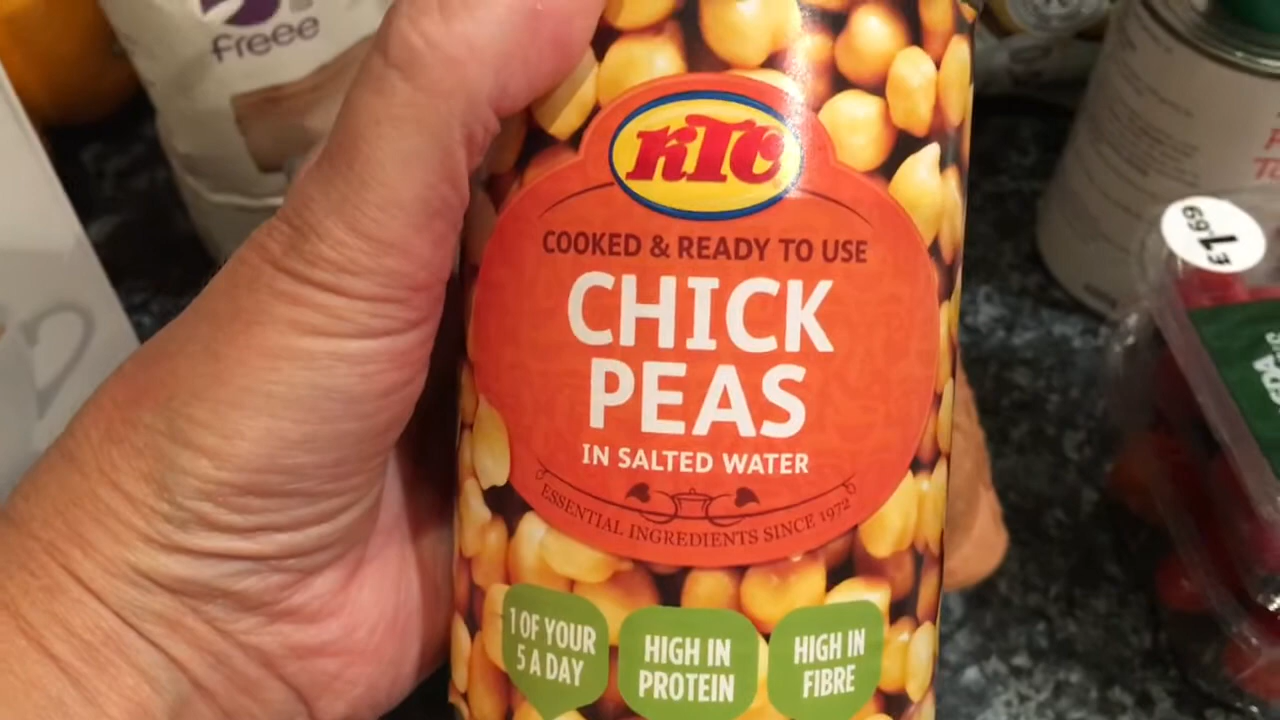 freee
KTC
COOKED & READY TO USE
CHICK
PEAS
IN SALTED WATER
ESSENTIAL INGREDIENTS SINCE 1972
1 OF YOUR
5 A DAY
HIGH IN
PROTEIN
HIGH IN
FIBRE
£1.69